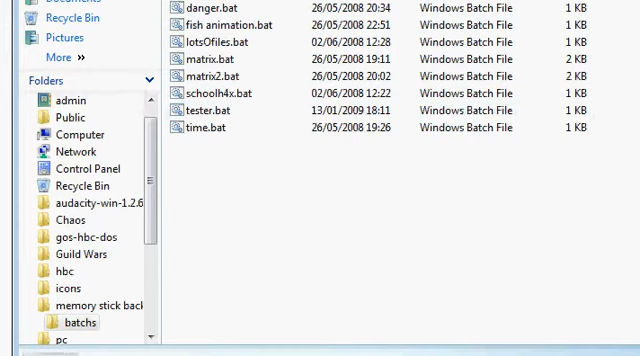 Documents
Recycle Bin
Pictures
More »
Folders
admin
Public
Computer
Network
Control Panel
Recycle Bin
audacity-win-1.2.6
Chaos
gos-hbc-dos
Guild Wars
hbc
icons
memory stick back
batchs
pc
danger.bat 26/05/2008 20:34 Windows Batch File 1 KB
fish animation.bat 26/05/2008 22:51 Windows Batch File 1 KB
lotsOfiles.bat 02/06/2008 12:28 Windows Batch File 1 KB
matrix.bat 26/05/2008 19:11 Windows Batch File 2 KB
matrix2.bat 26/05/2008 20:02 Windows Batch File 2 KB
schoolh4x.bat 02/06/2008 12:22 Windows Batch File 1 KB
tester.bat 13/01/2009 18:11 Windows Batch File 1 KB
time.bat 26/05/2008 19:26 Windows Batch File 1 KB